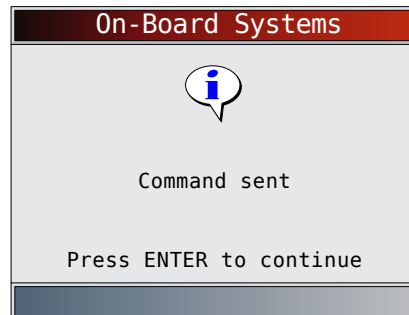 On-Board Systems
i
Command sent
Press ENTER to continue